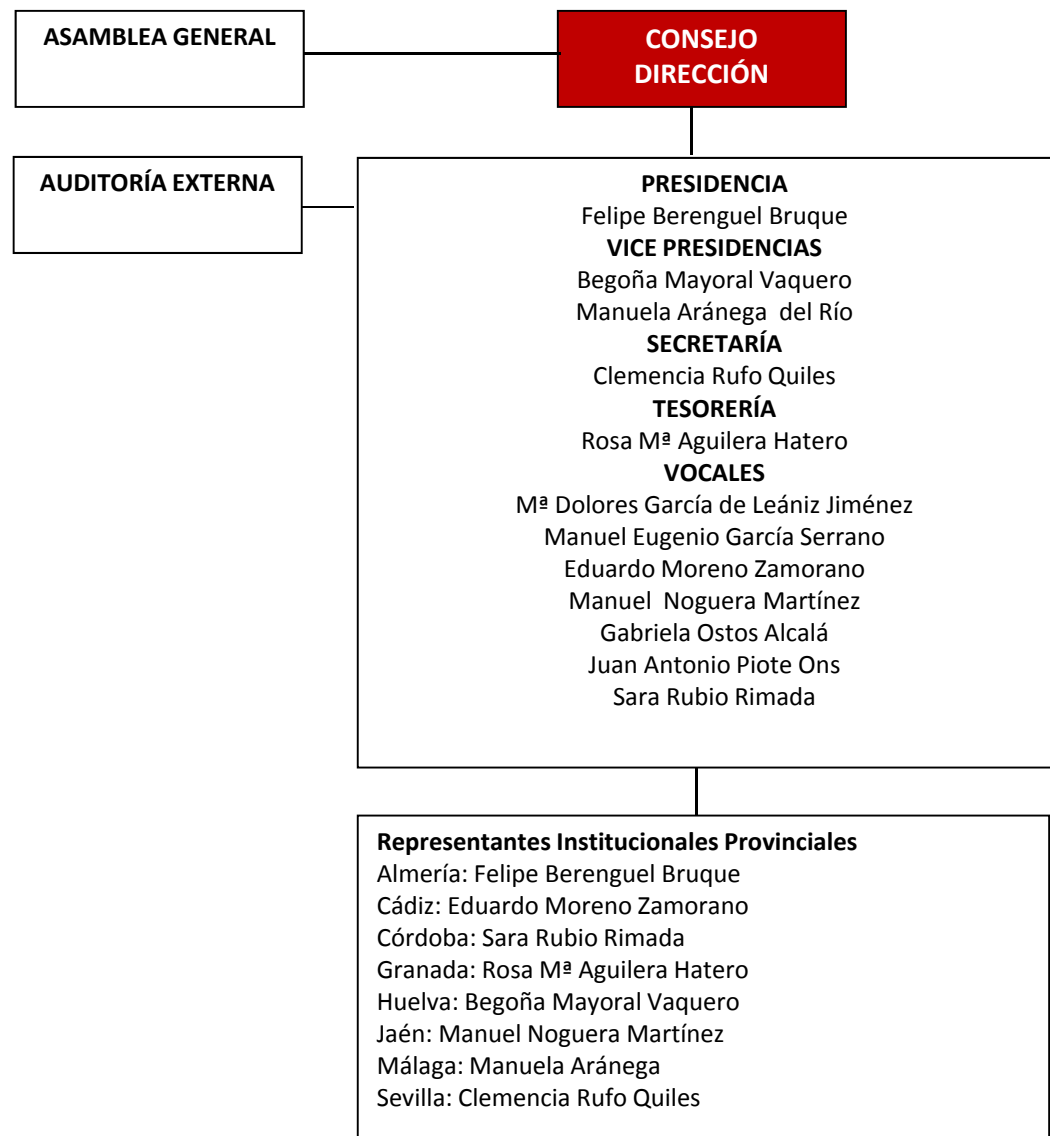 ASAMBLEA GENERAL
CONSEJO
DIRECCIÓN
AUDITORÍA EXTERNA
PRESIDENCIA
Felipe Berenguel Bruque
VICE PRESIDENCIAS
Begoña Mayoral Vaquero
Manuela Aránega del Río
SECRETARÍA
Clemencia Rufo Quiles
TESORERÍA
Rosa Mª Aguilera Hatero
VOCALES
Mª Dolores García de Leániz Jiménez
Manuel Eugenio García Serrano
Eduardo Moreno Zamorano
Manuel Noguera Martínez
Gabriela Ostos Alcalá
Juan Antonio Piote Ons
Sara Rubio Rimada
Representantes Institucionales Provinciales
Almería: Felipe Berenguel Bruque
Cádiz: Eduardo Moreno Zamorano
Córdoba: Sara Rubio Rimada
Granada: Rosa Mª Aguilera Hatero
Huelva: Begoña Mayoral Vaquero
Jaén: Manuel Noguera Martínez
Málaga: Manuela Aránega
Sevilla: Clemencia Rufo Quiles